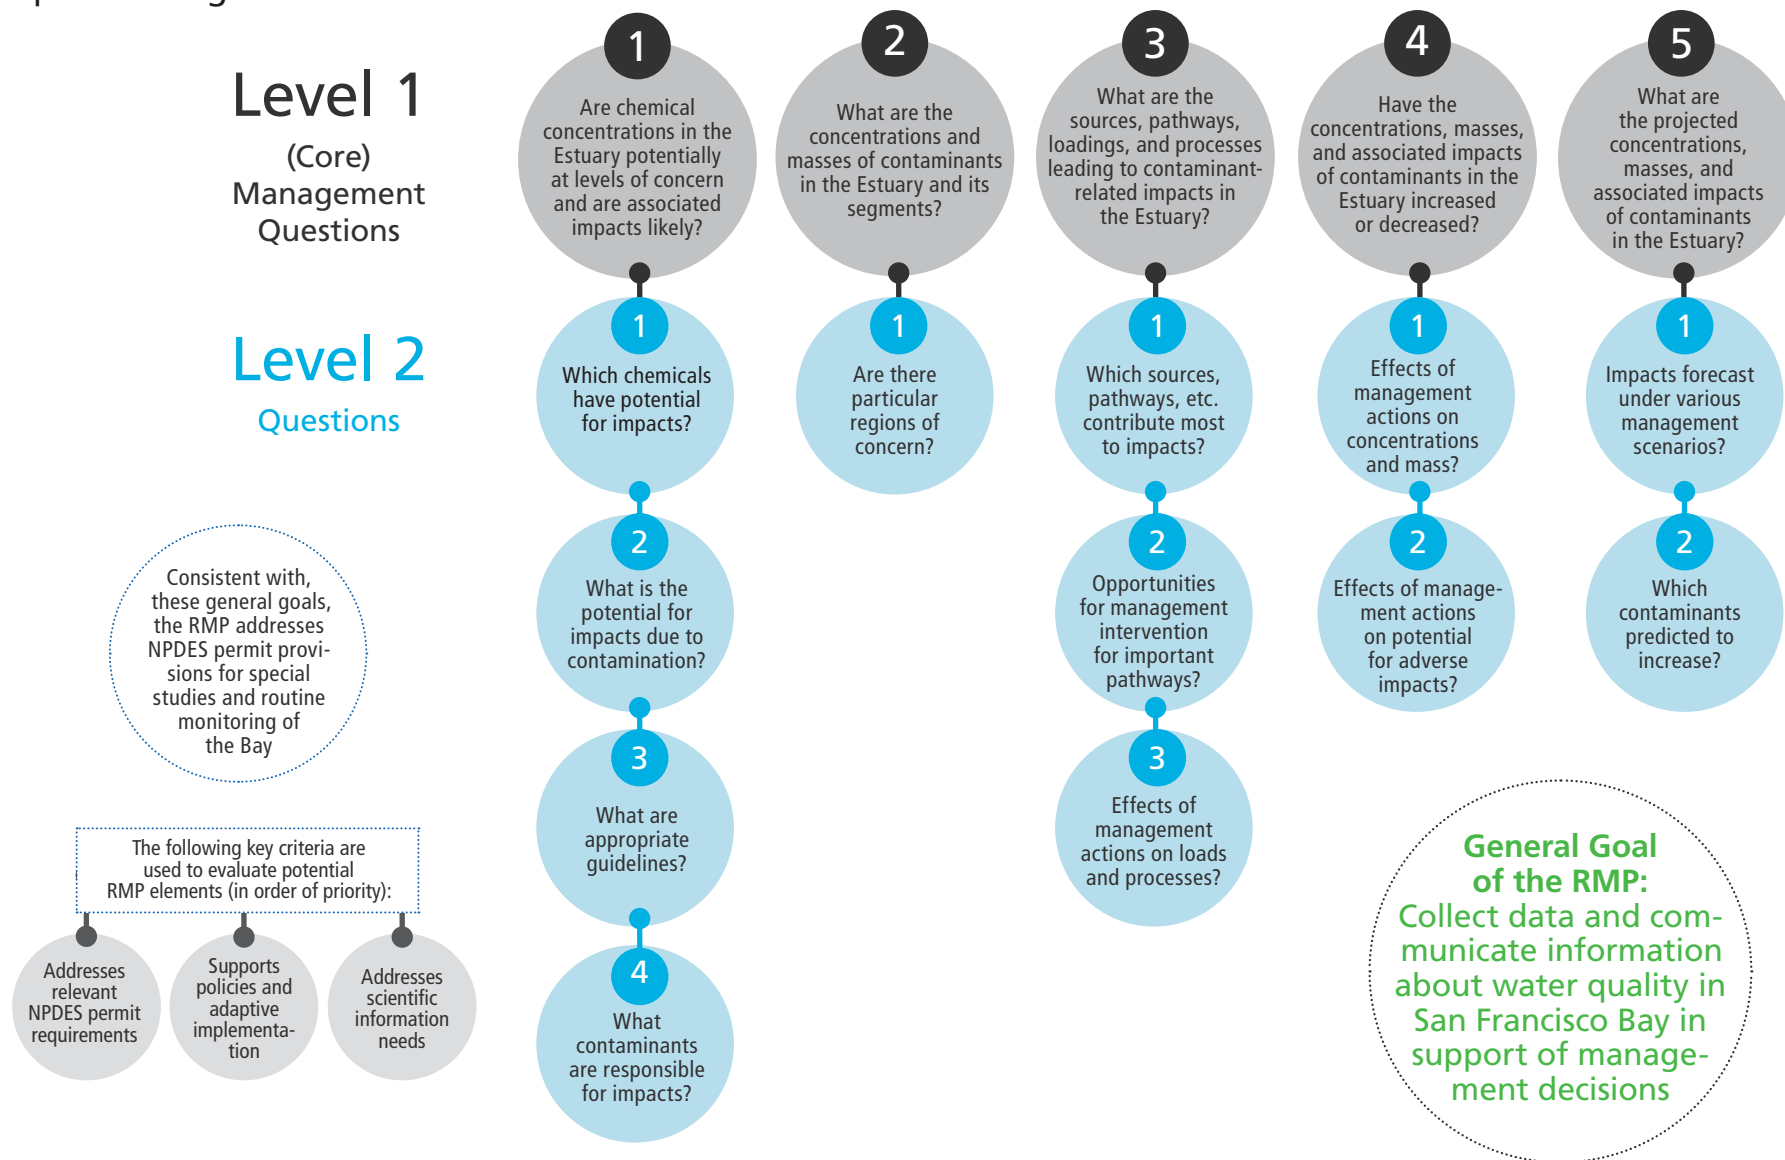 Level 1
(Core)
Management
Questions
1
Are chemical
concentrations in the
Estuary potentially
at levels of concern
and are associated
impacts likely?
2
What are the
concentrations and
masses of contaminants
in the Estuary and its
segments?
3
What are the
sources, pathways,
loadings, and processes
leading to contaminant-
related impacts in
the Estuary?
4
Have the
concentrations, masses,
and associated impacts
of contaminants in the
Estuary increased
or decreased?
5
What are
the projected
concentrations,
masses, and
associated impacts
of contaminants
in the Estuary?
Level 2
Questions
1
Which chemicals
have potential
for impacts?
2
What is the
potential for
impacts due to
contamination?
3
What are
appropriate
guidelines?
4
What
contaminants
are responsible
for impacts?
1
Are there
particular
regions of
concern?
1
Which sources,
pathways, etc.
contribute most
to impacts?
2
Opportunities
for management
intervention
for important
pathways?
3
Effects of
management
actions on loads
and processes?
1
Effects of
management
actions on
concentrations
and mass?
2
Effects of manage-
ment actions
on potential
for adverse
impacts?
1
Impacts forecast
under various
management
scenarios?
2
Which
contaminants
predicted to
increase?
Consistent with,
these general goals,
the RMP addresses
NPDES permit provi-
sions for special
studies and routine
monitoring of
the Bay
The following key criteria are
used to evaluate potential
RMP elements (in order of priority):
Addresses
relevant
NPDES permit
requirements
Supports
policies and
adaptive
implementa-
tion
Addresses
scientific
information
needs
General Goal
of the RMP:
Collect data and com-
municate information
about water quality in
San Francisco Bay in
support of manage-
ment decisions